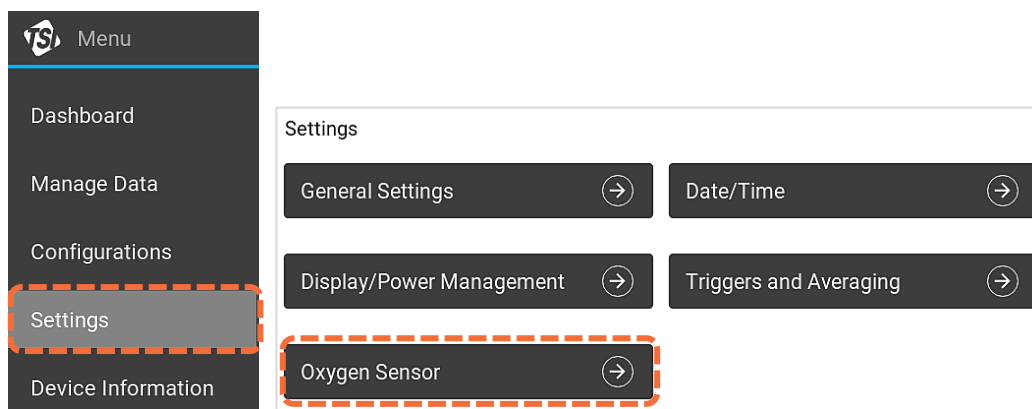 TSI Menu
Dashboard
Manage Data
Configurations
Settings
Device Information
Settings
General Settings
Date/Time
Display/Power Management
Triggers and Averaging
Oxygen Sensor